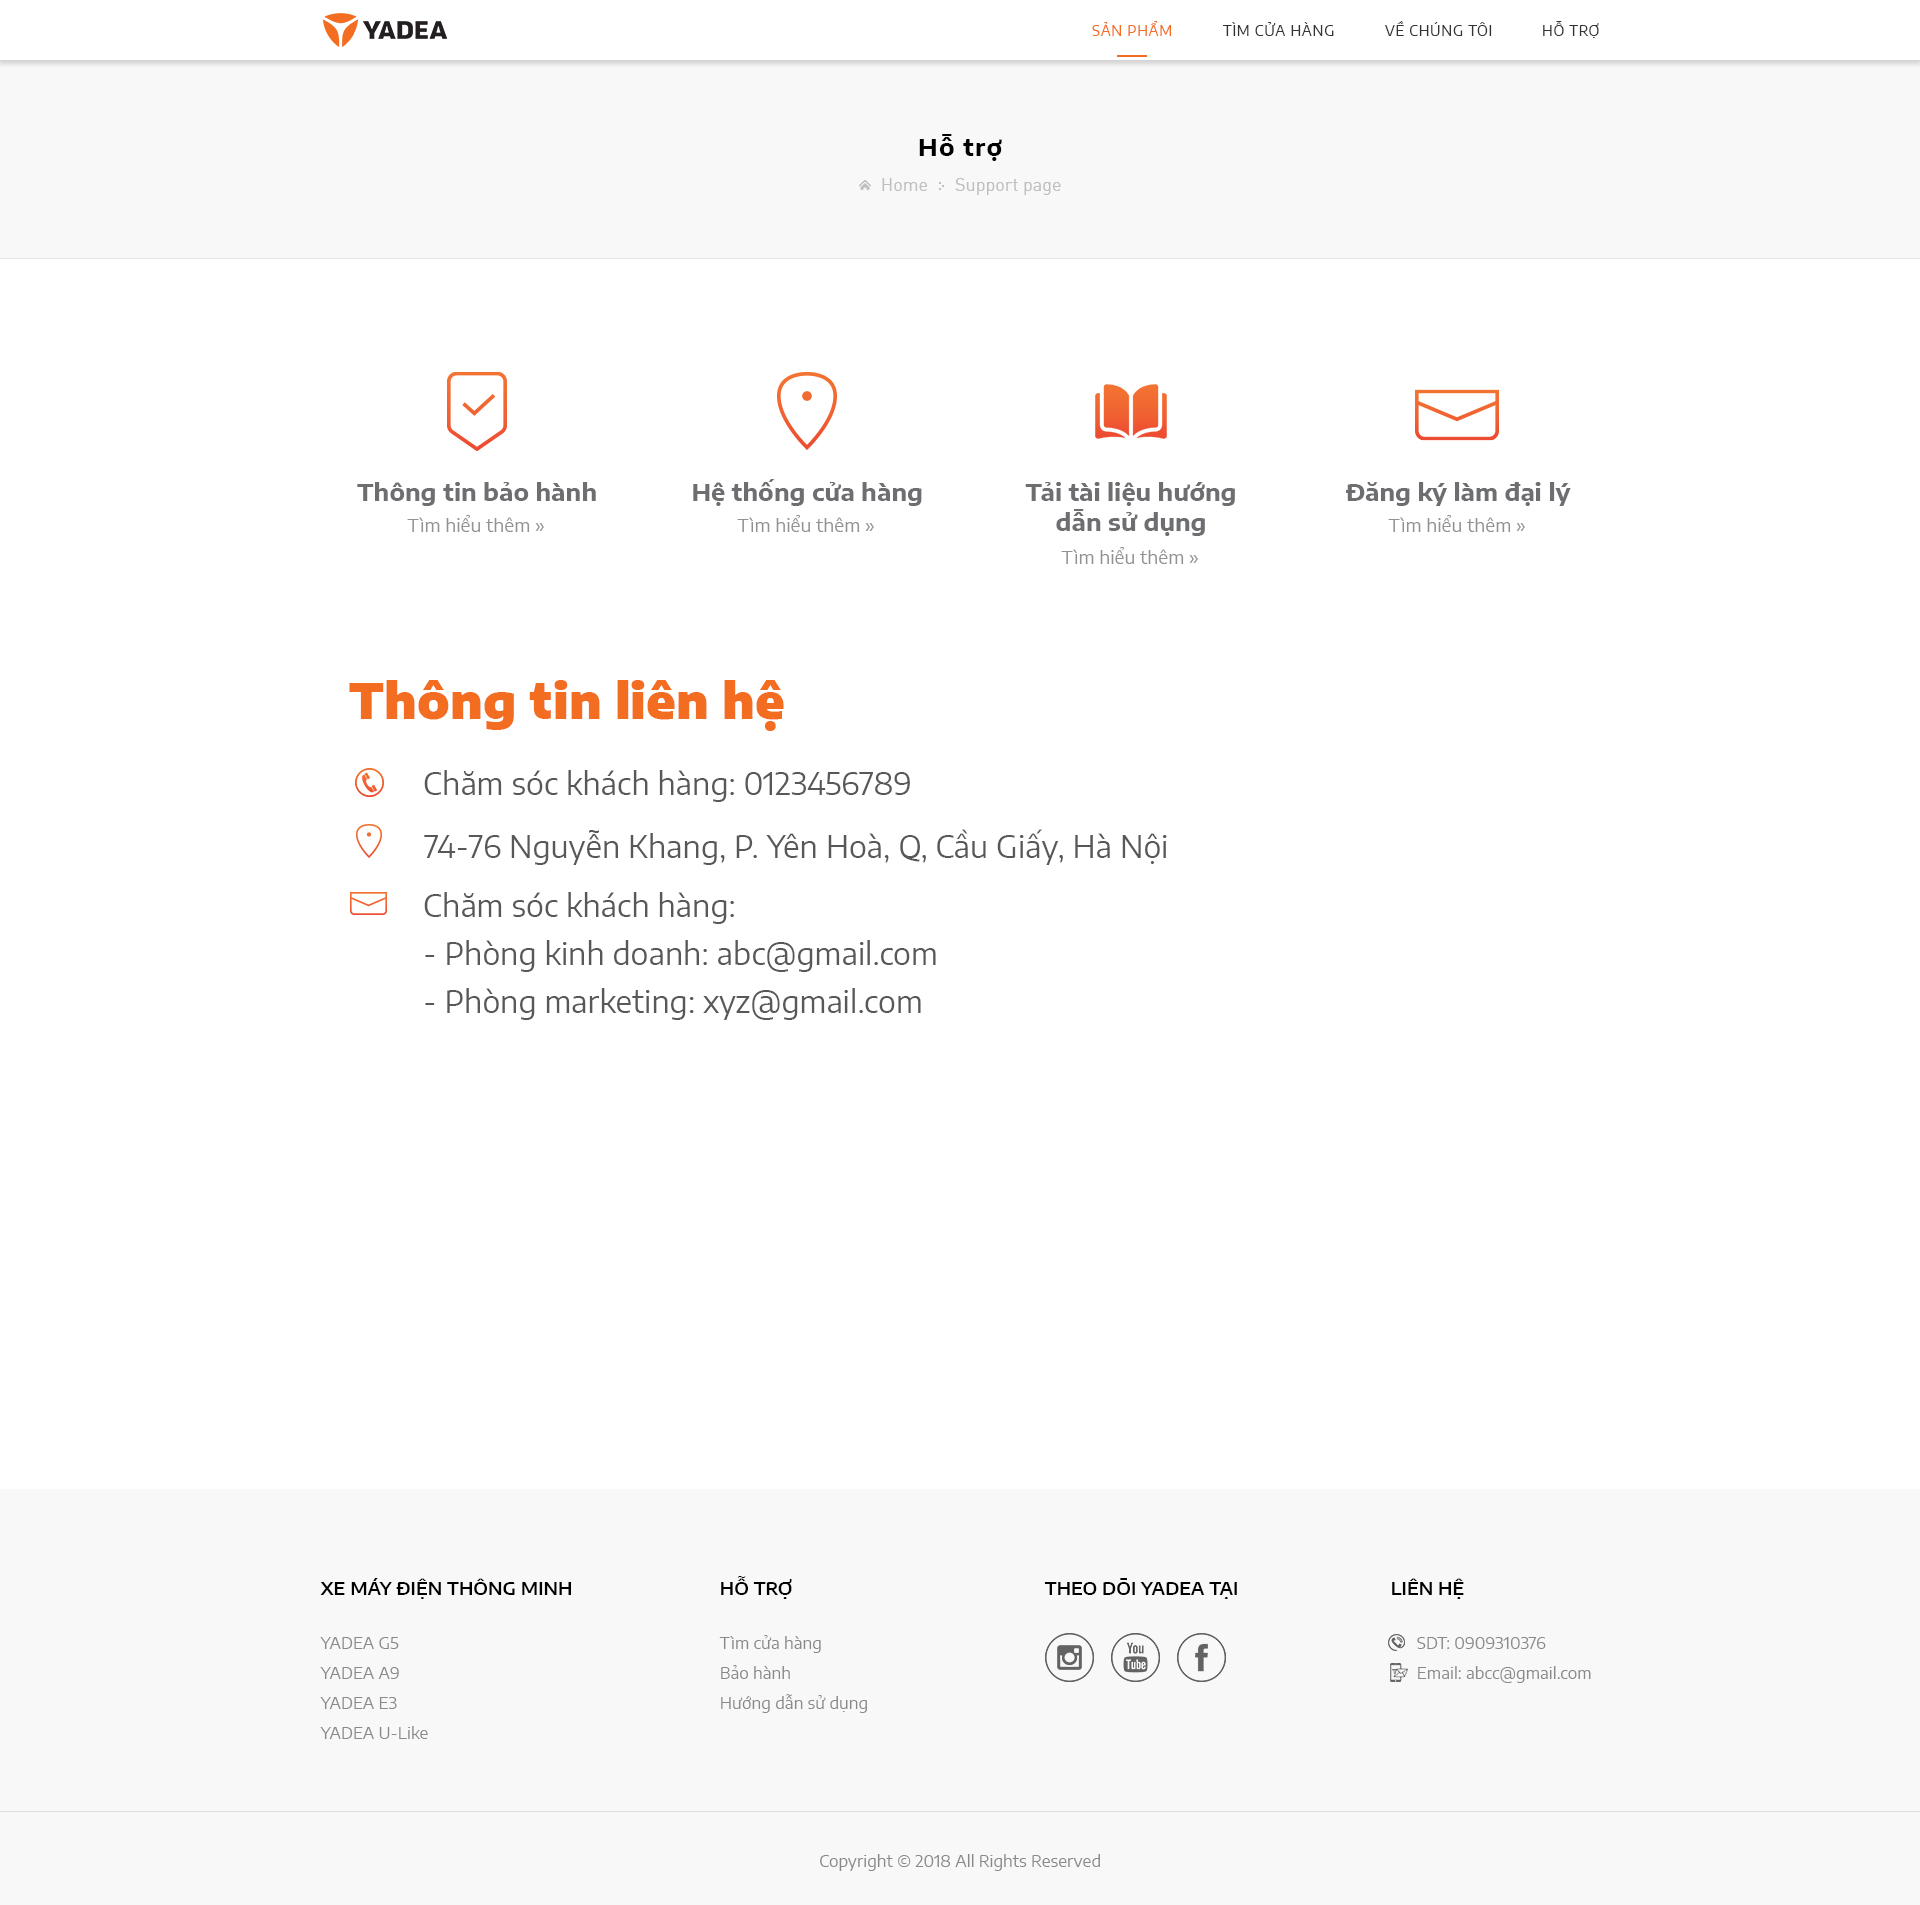 YADEA
SẢN PHẨM
TÌM CỬA HÀNG
VỀ CHÚNG TÔI
HỖ TRỢ
Hỗ trợ
Home
Support page
Thông tin bảo hành
Tìm hiểu thêm »
Hệ thống cửa hàng
Tìm hiểu thêm »
Tải tài liệu hướng
dẫn sử dụng
Tìm hiểu thêm »
Đăng ký làm đại lý
Tìm hiểu thêm »
Thông tin liên hệ
Chăm sóc khách hàng: 0123456789
74-76 Nguyễn Khang, P. Yên Hoà, Q, Cầu Giấy, Hà Nội
Chăm sóc khách hàng:
- Phòng kinh doanh: abc@gmail.com
- Phòng marketing: xyz@gmail.com
XE MÁY ĐIỆN THÔNG MINH
YADEA G5
YADEA A9
YADEA E3
YADEA U-Like
HỖ TRỢ
Tìm cửa hàng
Bảo hành
Hướng dẫn sử dụng
THEO DÕI YADEA TẠI
You
Tube
LIÊN HỆ
SDT: 0909310376
Email: abcc@gmail.com
Copyright © 2018 All Rights Reserved